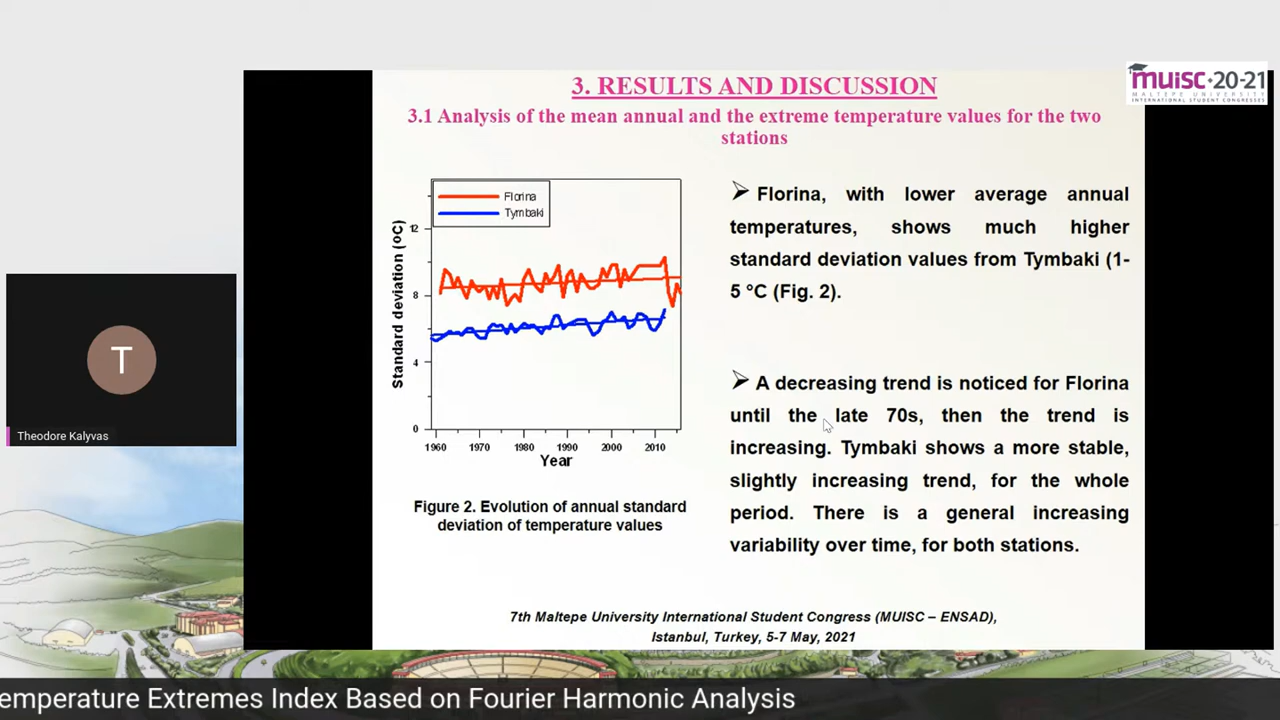 muisc 20-21
MALTEPE UNIVERSITY
INTERNATIONAL STUDENT CONGRESSES
3. RESULTS AND DISCUSSION
3.1 Analysis of the mean annual and the extreme temperature values for the two
stations
Florina
Tymbaki
Standard deviation (oC)
12
8
4
0
1960 1970 1980 1990 2000 2010
Year
Figure 2. Evolution of annual standard
deviation of temperature values
➢ Florina, with lower average annual
temperatures, shows much higher
standard deviation values from Tymbaki (1-
5 °C (Fig. 2).
➢ A decreasing trend is noticed for Florina
until the late 70s, then the trend is
increasing. Tymbaki shows a more stable,
slightly increasing trend, for the whole
period. There is a general increasing
variability over time, for both stations.
7th Maltepe University International Student Congress (MUISC – ENSAD),
Istanbul, Turkey, 5-7 May, 2021
T
Theodore Kalyvas
emperature Extremes Index Based on Fourier Harmonic Analysis